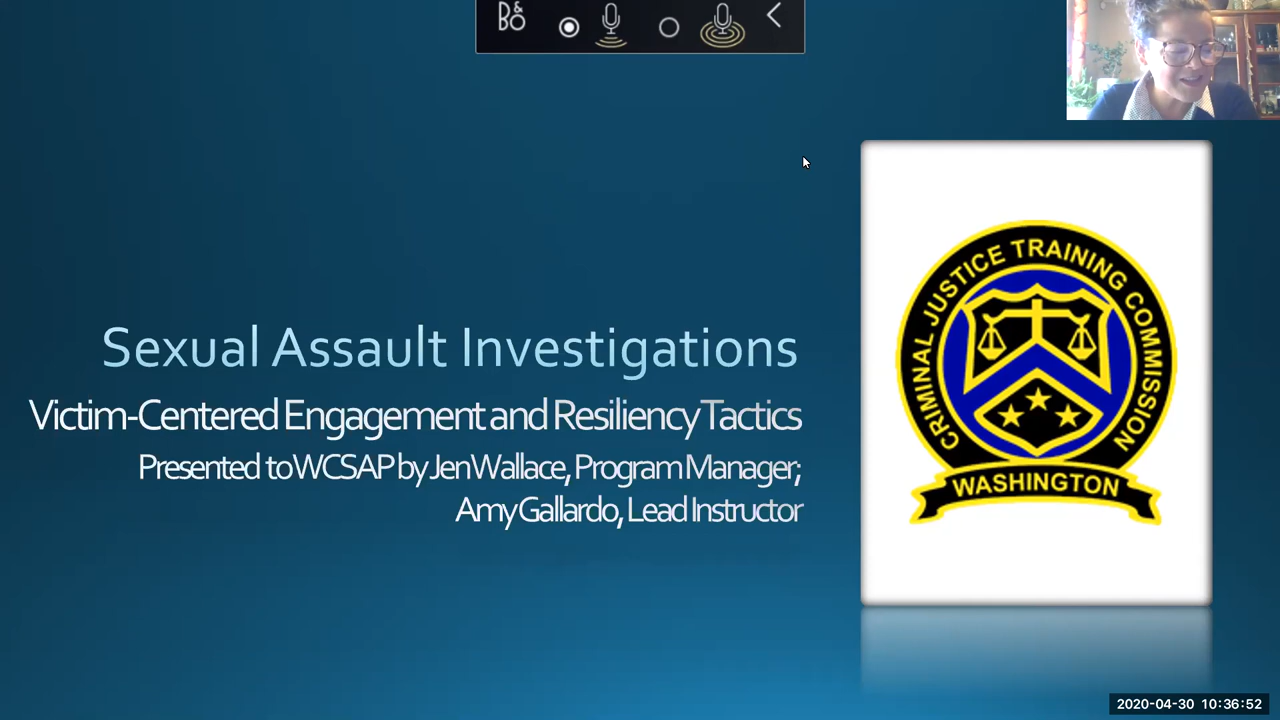 B&O
Sexual Assault Investigations
Victim-Centered Engagement and Resiliency Tactics
Presented to WCSAP by Jen Wallace, Program Manager;
Amy Gallardo, Lead Instructor
CRIMINAL JUSTICE TRAINING COMMISSION
WASHINGTON
2020-04-30 10:36:52